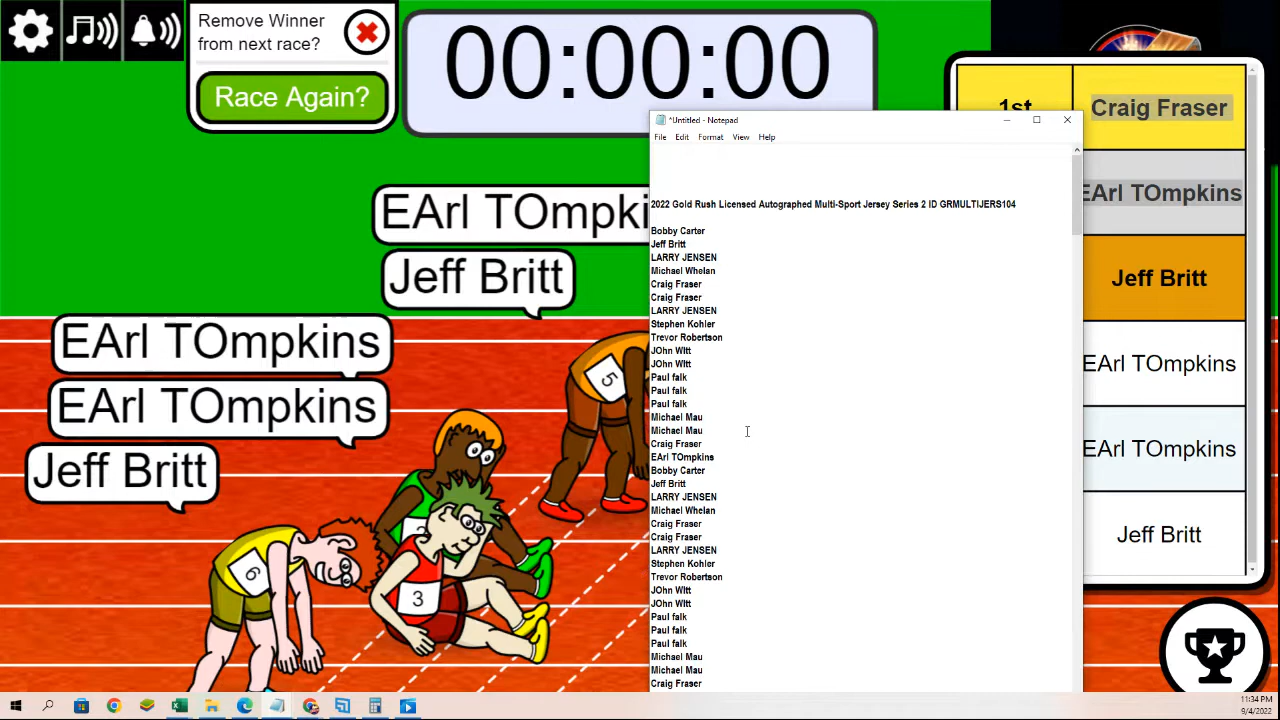 Remove Winner
from next race?
Race Again?
00:00:00
1st
Craig Fraser
EArl TOmpkins
Jeff Britt
EArl TOmpkins
EArl TOmpkins
Jeff Britt
EArl TOmpki
Jeff Britt
EArl TOmpkins
EArl TOmpkins
Jeff Britt
5
6
3
*Untitled - Notepad
File Edit Format View Help
2022 Gold Rush Licensed Autographed Multi-Sport Jersey Series 2 ID GRMULTIJERS104
Bobby Carter
Jeff Britt
LARRY JENSEN
Michael Whelan
Craig Fraser
Craig Fraser
LARRY JENSEN
Stephen Kohler
Trevor Robertson
JOhn WItt
JOhn WItt
Paul falk
Paul falk
Paul falk
Michael Mau
Michael Mau
Craig Fraser
EArl TOmpkins
Bobby Carter
Jeff Britt
LARRY JENSEN
Michael Whelan
Craig Fraser
Craig Fraser
LARRY JENSEN
Stephen Kohler
Trevor Robertson
JOhn WItt
JOhn WItt
Paul falk
Paul falk
Paul falk
Michael Mau
Michael Mau
Craig Fraser
11:34 PM
9/4/2022